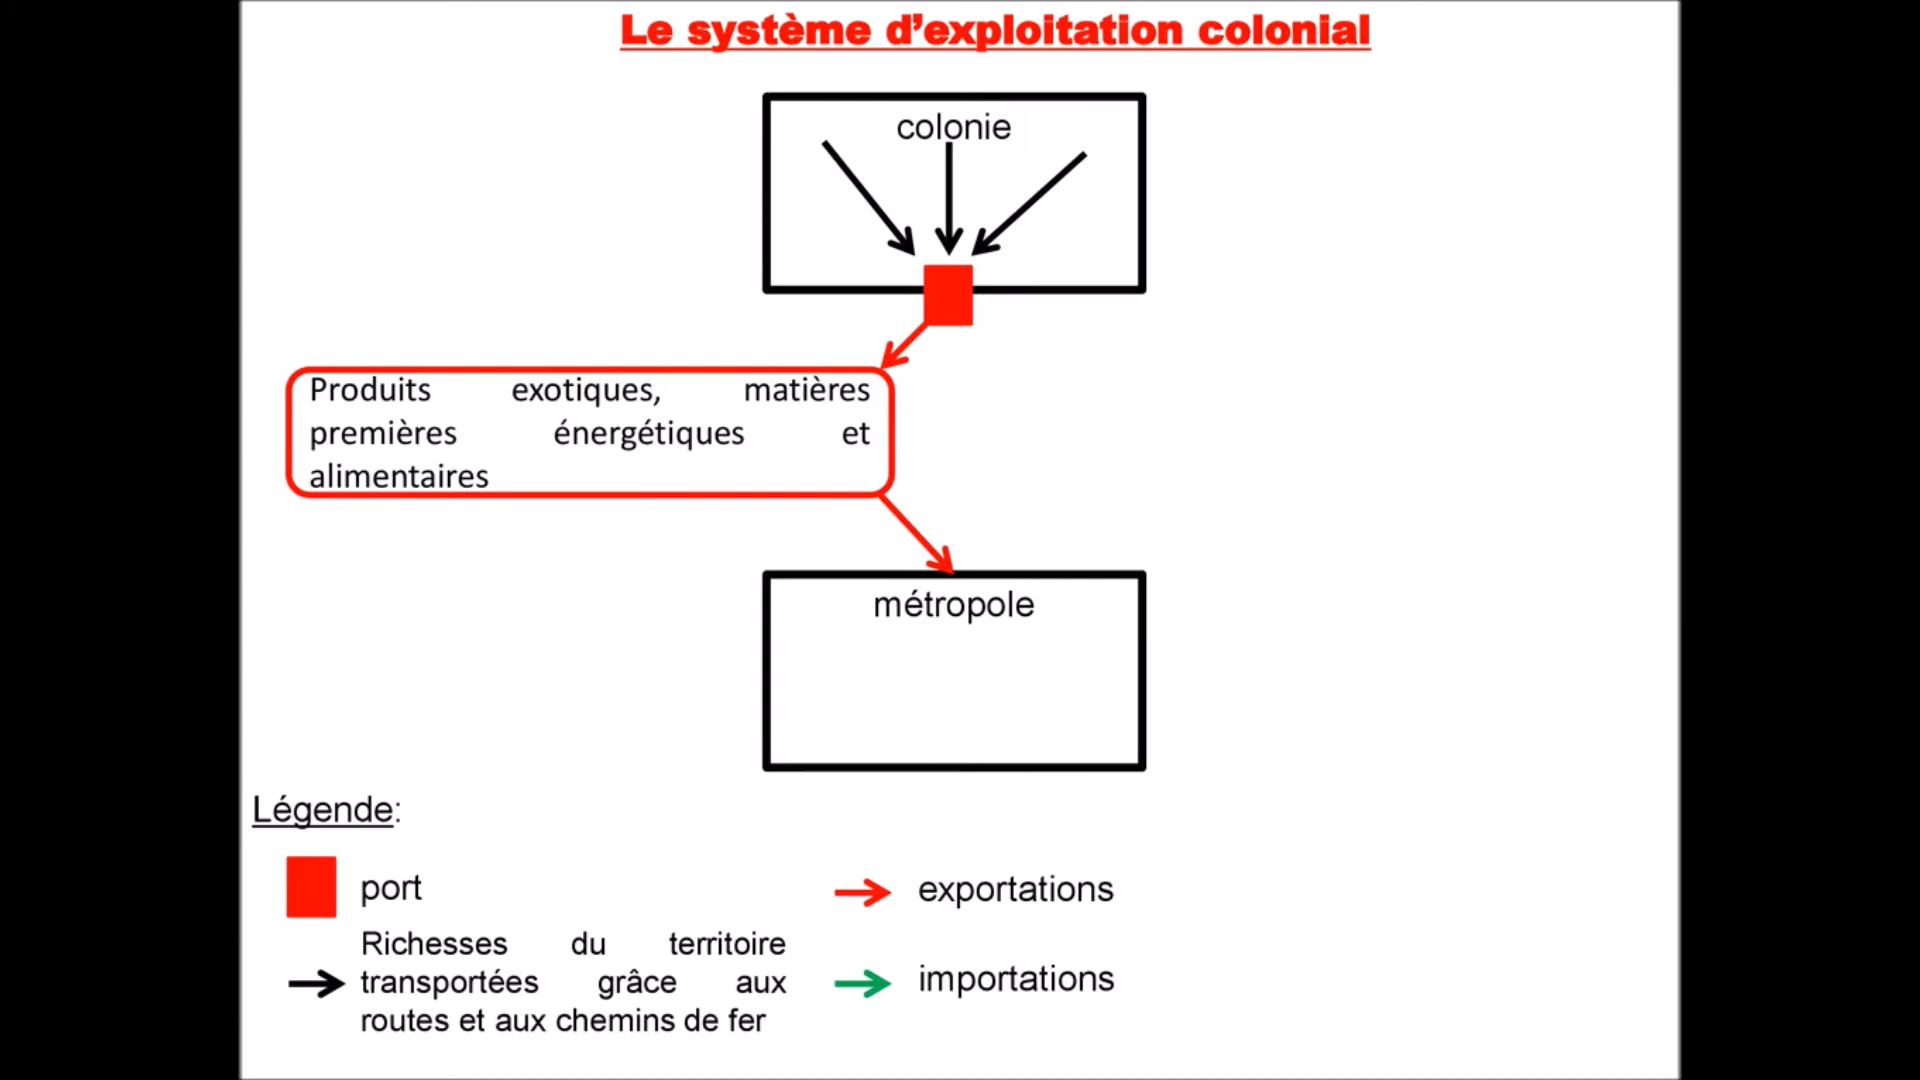 Le système d'exploitation colonial
colonie
Produits exotiques, matières
premières énergétiques et
alimentaires
métropole
Légende:
port
exportations
Richesses du territoire
transportées grâce aux
routes et aux chemins de fer
importations